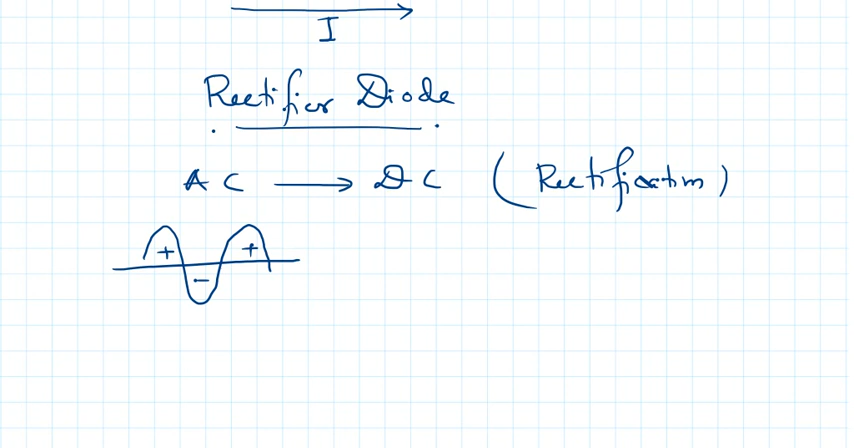 I
Rectifier Diode
AC → DC (Rectification)
+ +
−